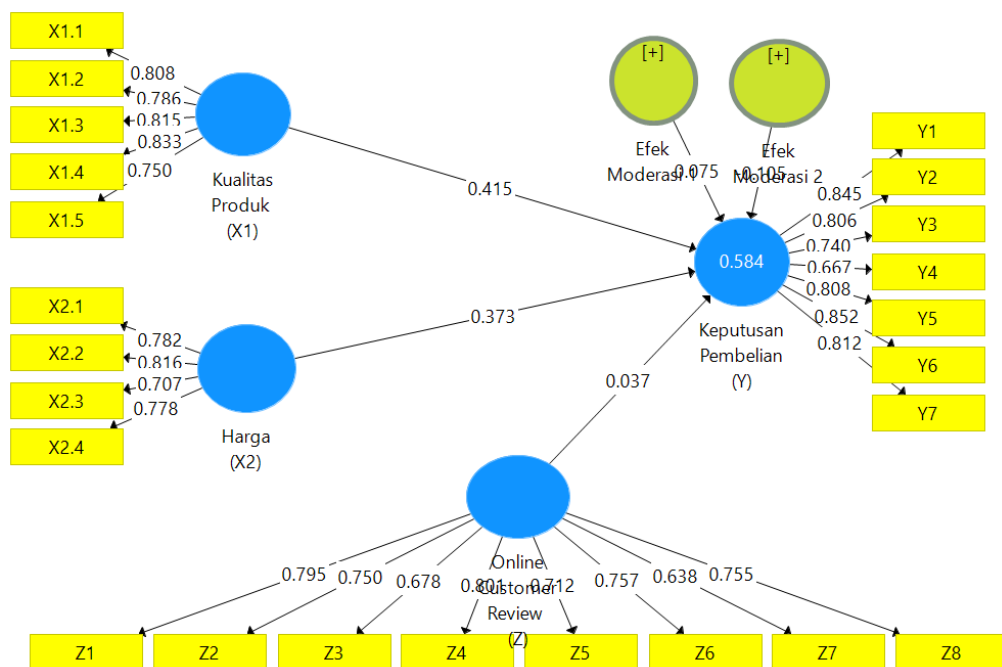 X1.1
X1.2
X1.3
X1.4
X1.5
0.808
0.786
0.815
0.833
0.750
Kualitas
Produk
(X1)
0.415
[+]
Efek
Moderasi 1
0.075
[+]
Efek
Moderasi 2
-0.105
X2.1
X2.2
X2.3
X2.4
0.782
0.816
0.707
0.778
Harga
(X2)
0.373
0.584
Keputusan
Pembelian
(Y)
0.845
0.806
0.740
0.667
0.808
0.852
0.812
Y1
Y2
Y3
Y4
Y5
Y6
Y7
0.037
Online
Customer
Review
(Z)
0.795
0.750
0.678
0.801
0.712
0.757
0.638
0.755
Z1
Z2
Z3
Z4
Z5
Z6
Z7
Z8